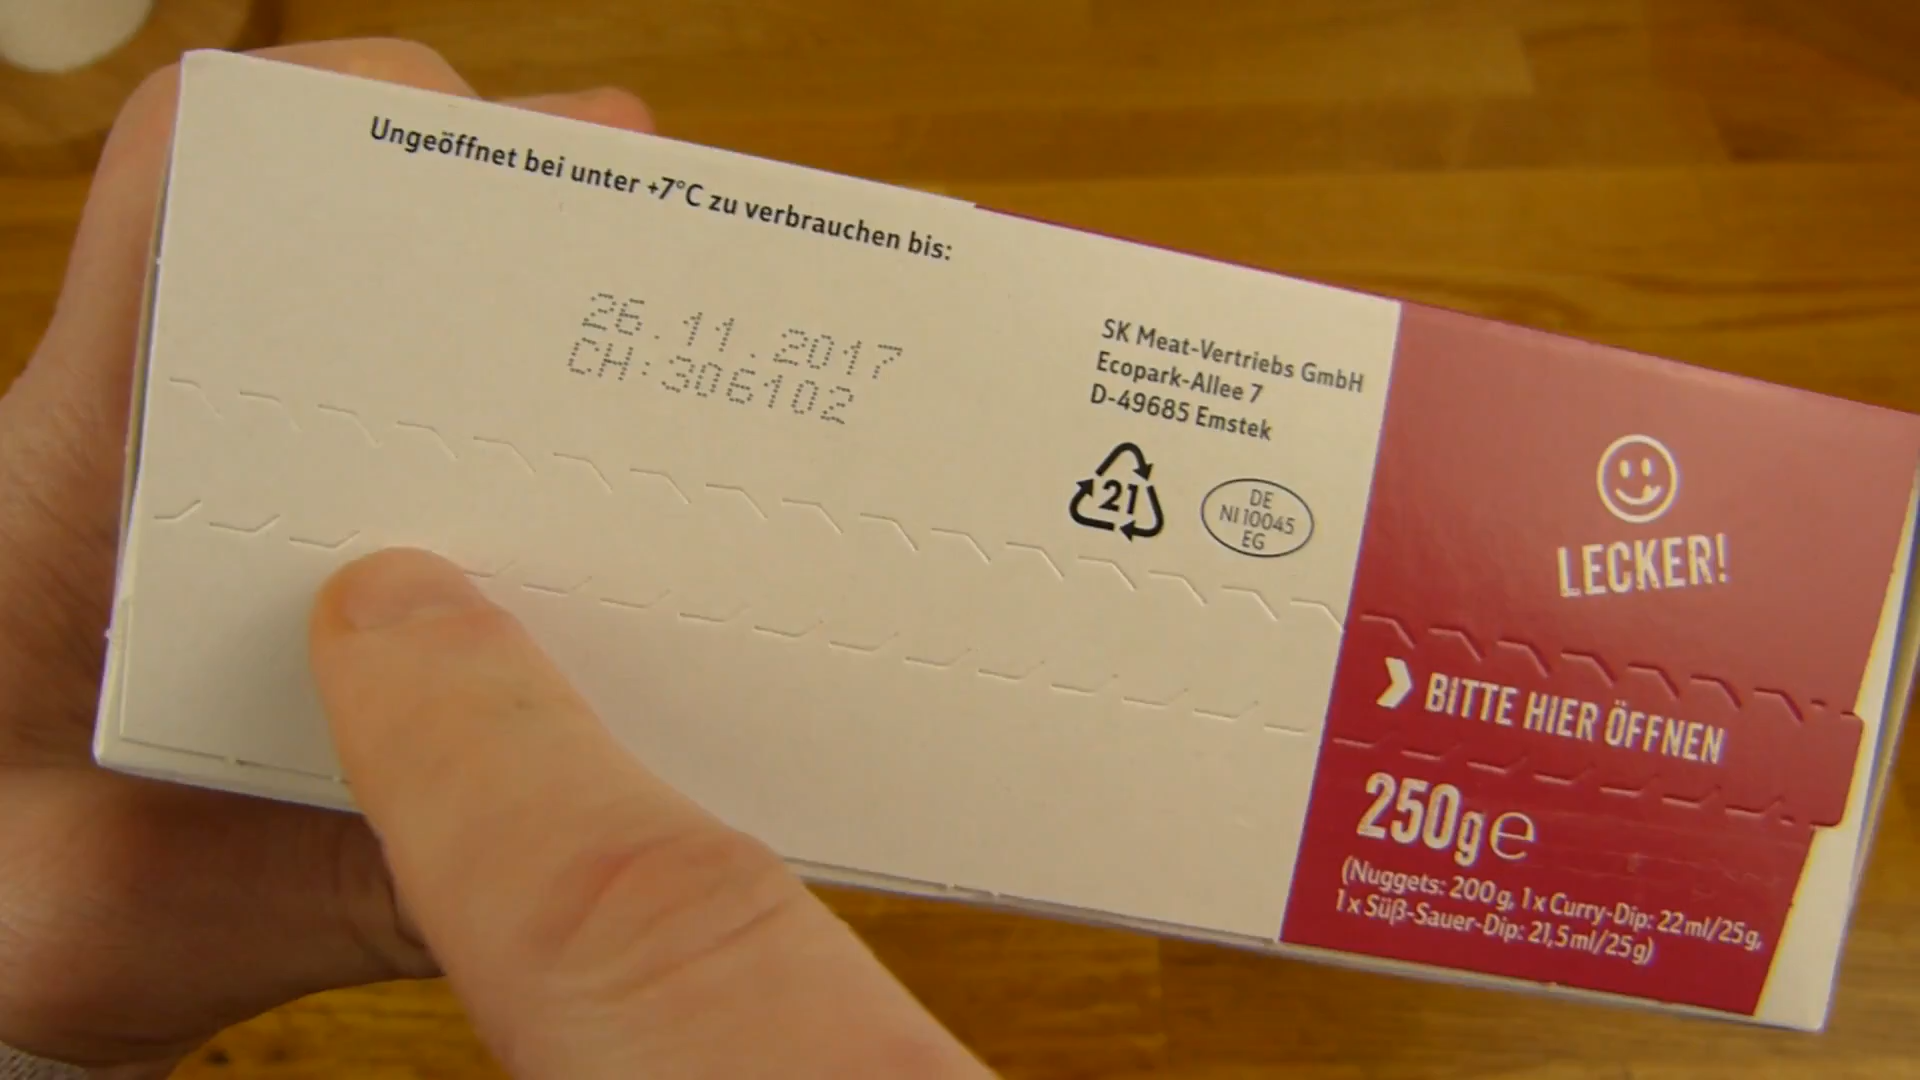 Ungeöffnet bei unter +7°C zu verbrauchen bis:
26.11.2017
CH:306102
SK Meat-Vertriebs GmbH
Ecopark-Allee 7
D-49685 Emstek
21
DE
NI 10045
EG
LECKER!
BITTE HIER ÖFFNEN
250g e
(Nuggets: 200g, 1x Curry-Dip: 22ml/25g,
1x Süß-Sauer-Dip: 21,5ml/25g)